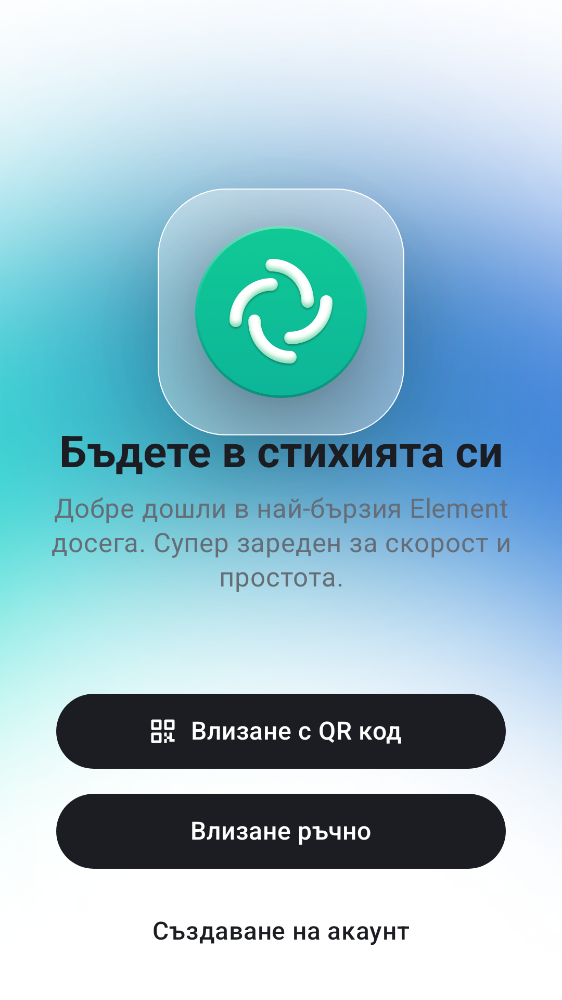 Бъдете в стихията си
Добре дошли в най-бързия Element
досега. Супер зареден за скорост и
простота.
Влизане с QR код
Влизане ръчно
Създаване на акаунт